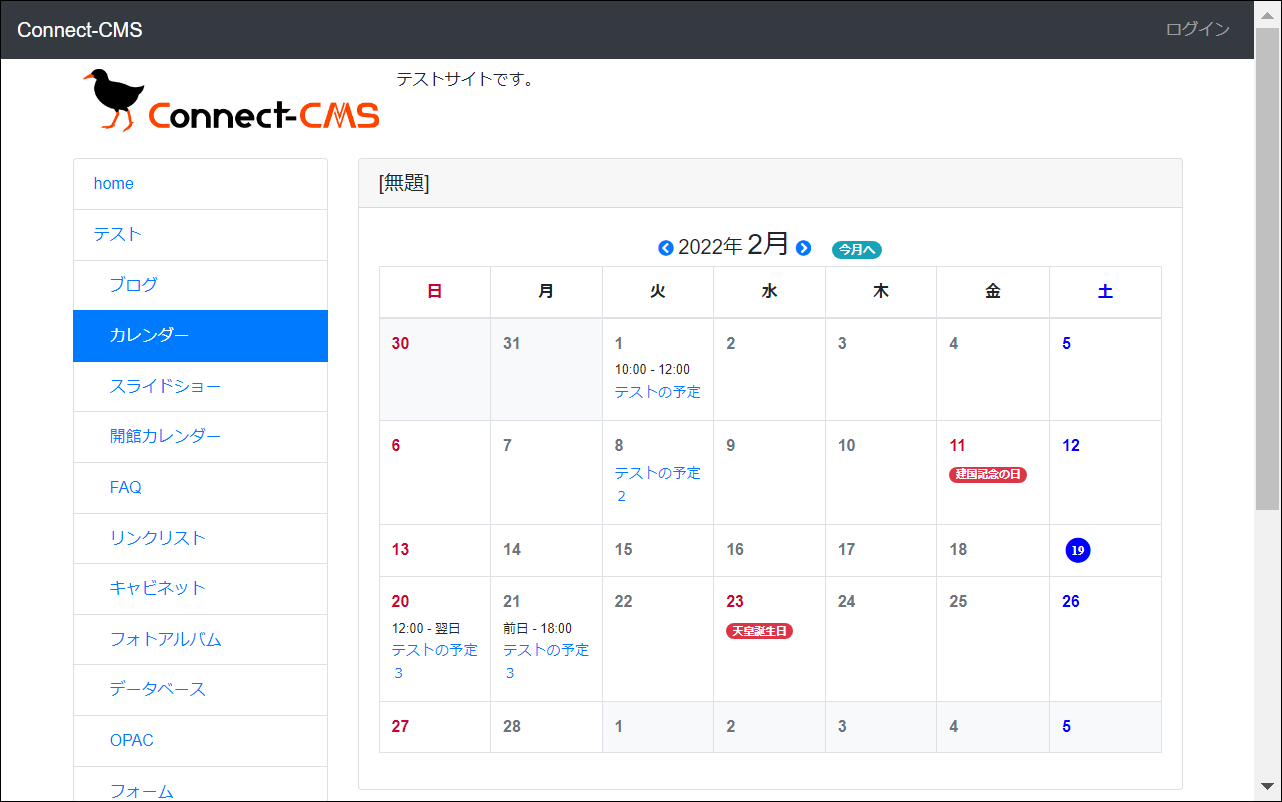 Connect-CMS ログイン
Connect-CMS
テストサイトです。
home
テスト
ブログ
カレンダー
スライドショー
開館カレンダー
FAQ
リンクリスト
キャビネット
フォトアルバム
データベース
OPAC
フォーム
[無題]
2022年 2月 今月へ
日 月 火 水 木 金 土
30 31 1 2 3 4 5
10:00 - 12:00
テストの予定
6 7 8 9 10 11 12
テストの予定 建国記念の日
2
13 14 15 16 17 18 19
20 21 22 23 24 25 26
12:00 - 翌日 前日 - 18:00 天皇誕生日
テストの予定 テストの予定
3 3
27 28 1 2 3 4 5